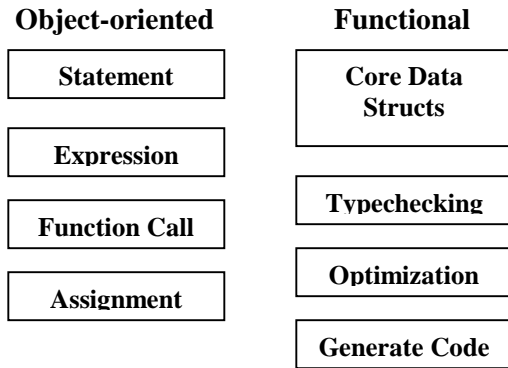 Object-oriented
Statement
Expression
Function Call
Assignment
Functional
Core Data
Structs
Typechecking
Optimization
Generate Code